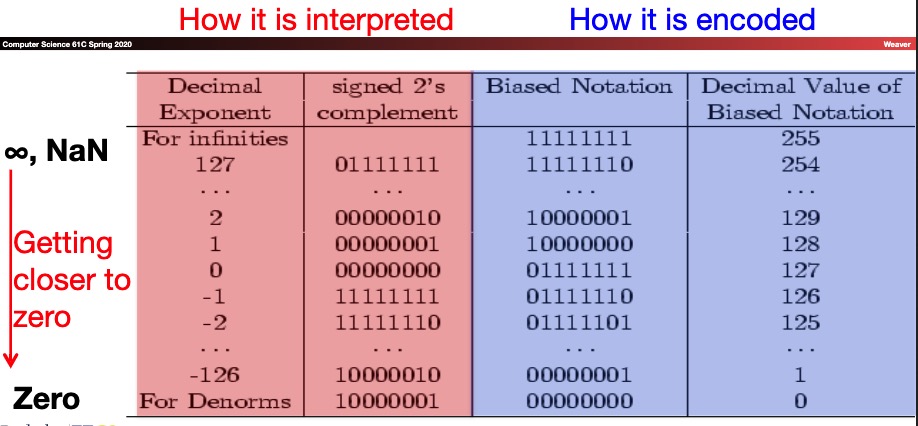 How it is interpreted How it is encoded
Computer Science 61C Spring 2020 Weaver
Decimal Exponent signed 2's complement Biased Notation Decimal Value of Biased Notation
∞, NaN
For infinities 11111111 255
127 01111111 11111110 254
... ... ... ...
2 00000010 10000001 129
Getting closer to zero
1 00000001 10000000 128
0 00000000 01111111 127
-1 11111111 01111110 126
-2 11111110 01111101 125
... ... ... ...
-126 10000010 00000001 1
Zero
For Denorms 10000001 00000000 0